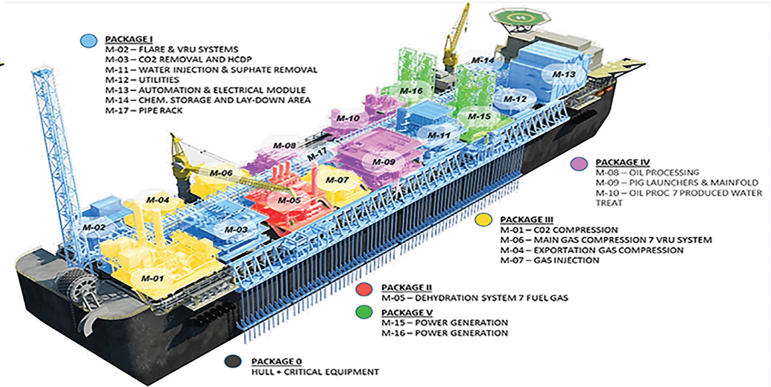 PACKAGE I
M-02 – FLARE & VRU SYSTEMS
M-03 – CO2 REMOVAL AND HCDP
M-11 – WATER INJECTION & SUPHATE REMOVAL
M-12 – UTILITIES
M-13 – AUTOMATION & ELECTRICAL MODULE
M-14 – CHEM. STORAGE AND LAY-DOWN AREA
M-17 – PIPE RACK
M-14
M-13
M-16
M-12
M-10
M-15
M-11
M-08
M-17
M-09
M-06
M-07
M-04
M-05
M-02
M-03
M-01
PACKAGE IV
M-08 – OIL PROCESSING
M-09 – PIG LAUNCHERS & MAINFOLD
M-10 – OIL PROC 7 PRODUCED WATER
TREAT
PACKAGE III
M-01 – C02 COMPRESSION
M-06 – MAIN GAS COMPRESSION 7 VRU SYSTEM
M-04 – EXPORTATION GAS COMPRESSION
M-07 – GAS INJECTION
PACKAGE II
M-05 – DEHYDRATION SYSTEM 7 FUEL GAS
PACKAGE V
M-15 – POWER GENERATION
M-16 – POWER GENERATION
PACKAGE 0
HULL + CRITICAL EQUIPMENT